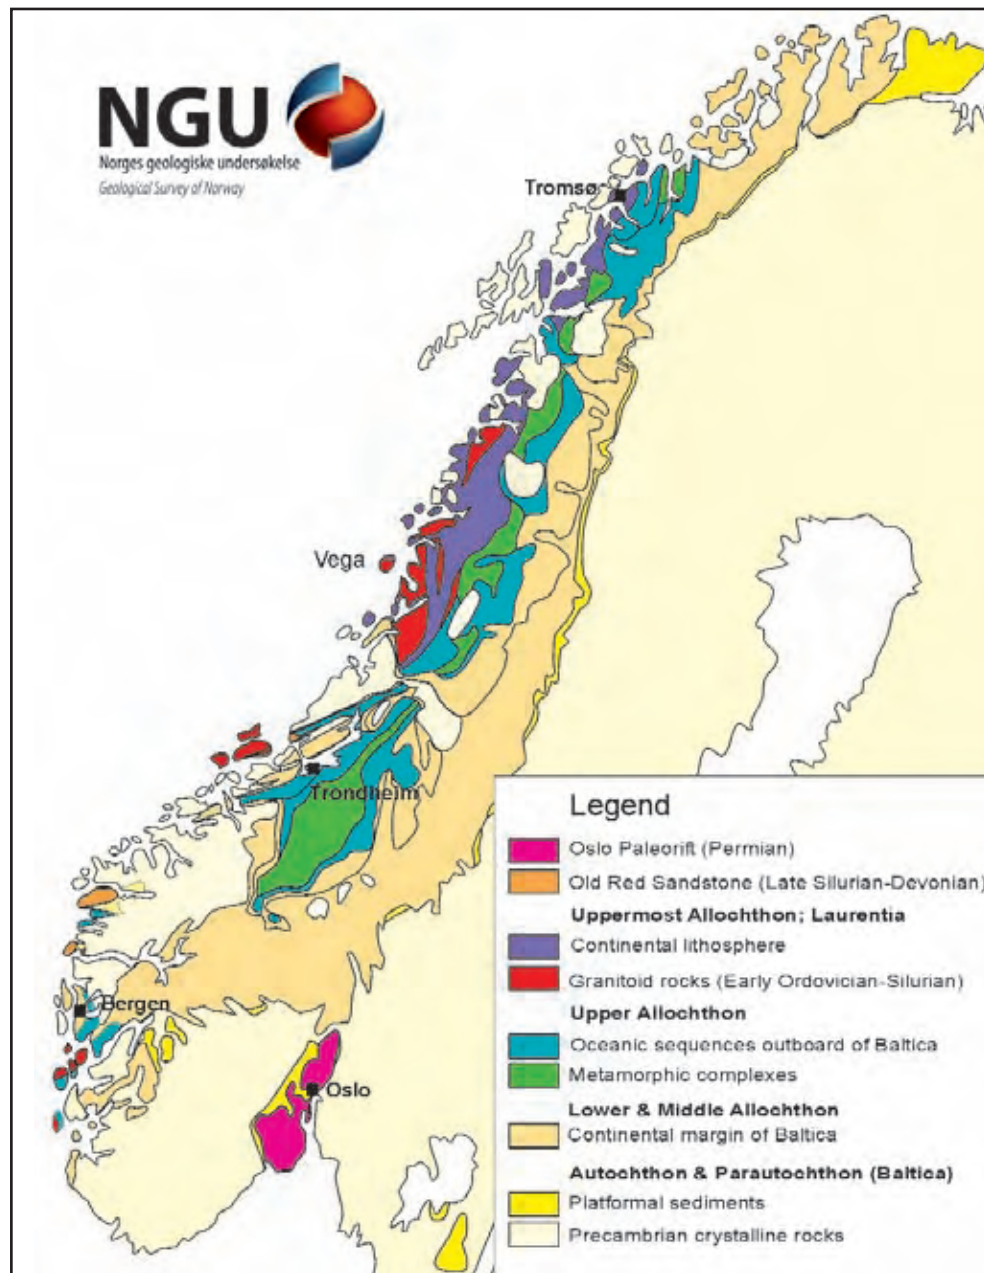 NGU
Norges geologiske undersøkelse
Geological Survey of Norway
Tromsø
Vega
Trondheim
Bergen
Oslo
Legend
Oslo Paleorift (Permian)
Old Red Sandstone (Late Silurian-Devonian)
Uppermost Allochthon; Laurentia
Continental lithosphere
Granitoid rocks (Early Ordovician-Silurian)
Upper Allochthon
Oceanic sequences outboard of Baltica
Metamorphic complexes
Lower & Middle Allochthon
Continental margin of Baltica
Autochthon & Parautochthon (Baltica)
Platformal sediments
Precambrian crystalline rocks